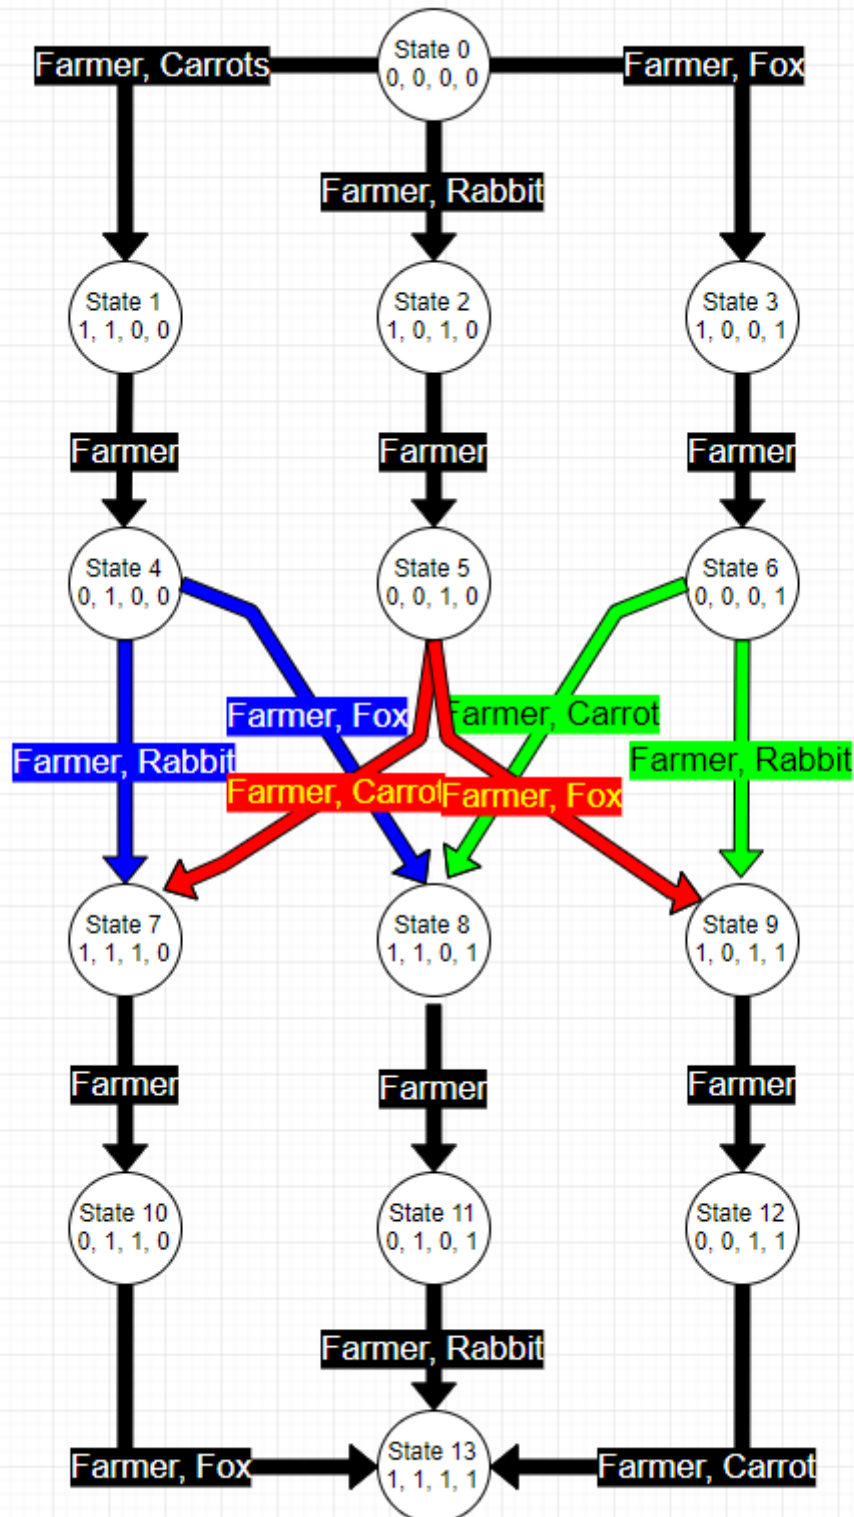 State 0
0, 0, 0, 0
Farmer, Carrots
Farmer, Fox
Farmer, Rabbit
State 1
1, 1, 0, 0
State 2
1, 0, 1, 0
State 3
1, 0, 0, 1
Farmer
Farmer
Farmer
State 4
0, 1, 0, 0
State 5
0, 0, 1, 0
State 6
0, 0, 0, 1
Farmer, Fox
Farmer, Carrot
Farmer, Rabbit
Farmer, Rabbit
Farmer, Carrot
Farmer, Fox
State 7
1, 1, 1, 0
State 8
1, 1, 0, 1
State 9
1, 0, 1, 1
Farmer
Farmer
Farmer
State 10
0, 1, 1, 0
State 11
0, 1, 0, 1
State 12
0, 0, 1, 1
Farmer, Rabbit
State 13
1, 1, 1, 1
Farmer, Fox
Farmer, Carrot